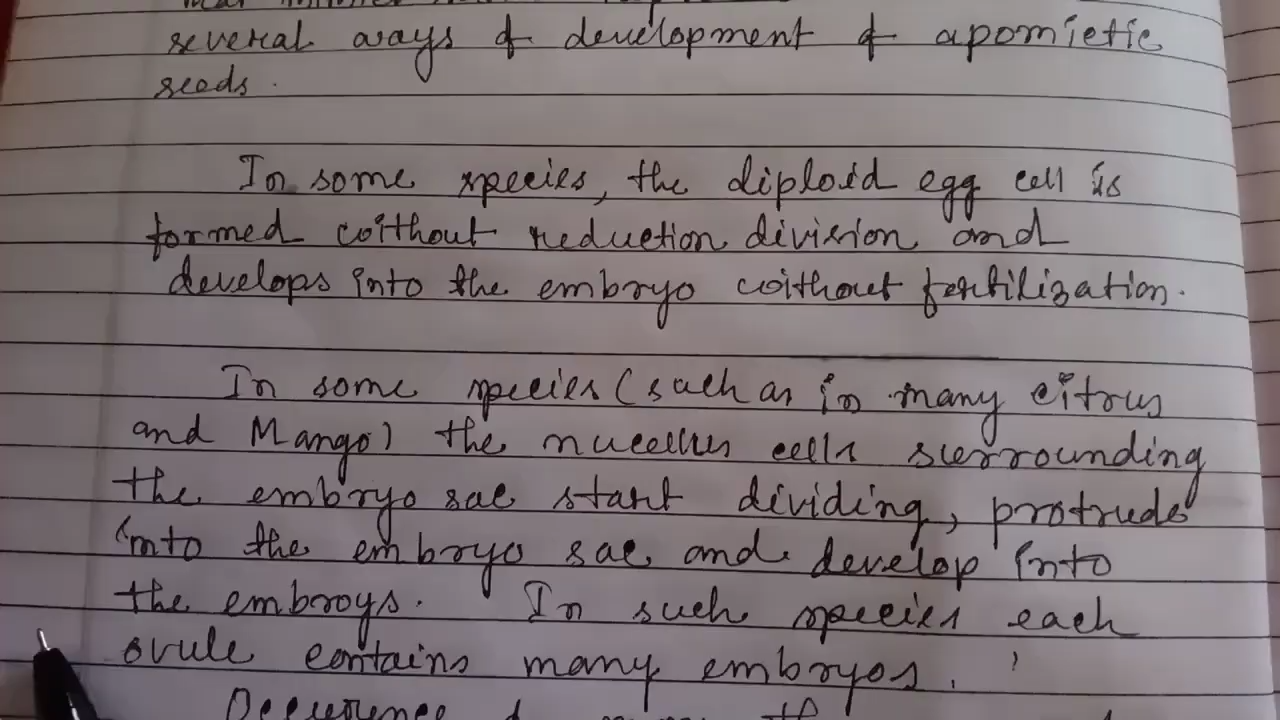 several ways of development of apomictic
seeds.
In some species, the diploid egg cell is
formed without reduction division and
develops into the embryo without fertilization.
In some species (such as in many citrus
and Mango) the nucellus cells surrounding
the embryo sac start dividing, protrude
into the embryo sac and develop into
the embroys. In such species each
ovule contains many embryos.
Occurrence of